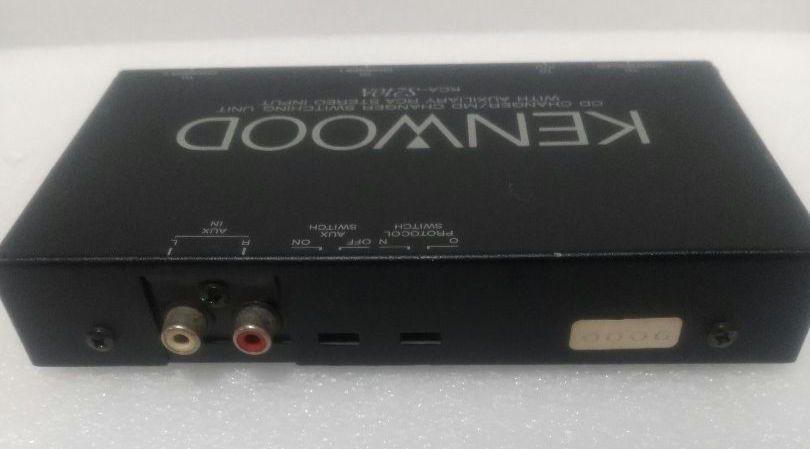 O N
PROTOCOL
SWITCH
OFF ON
AUX
SWITCH
R L
AUX
IN
KENWOOD
CD CHANGER/MD CHANGER SWITCHING UNIT
WITH AUXILIARY RCA STEREO INPUT
KCA-S210A